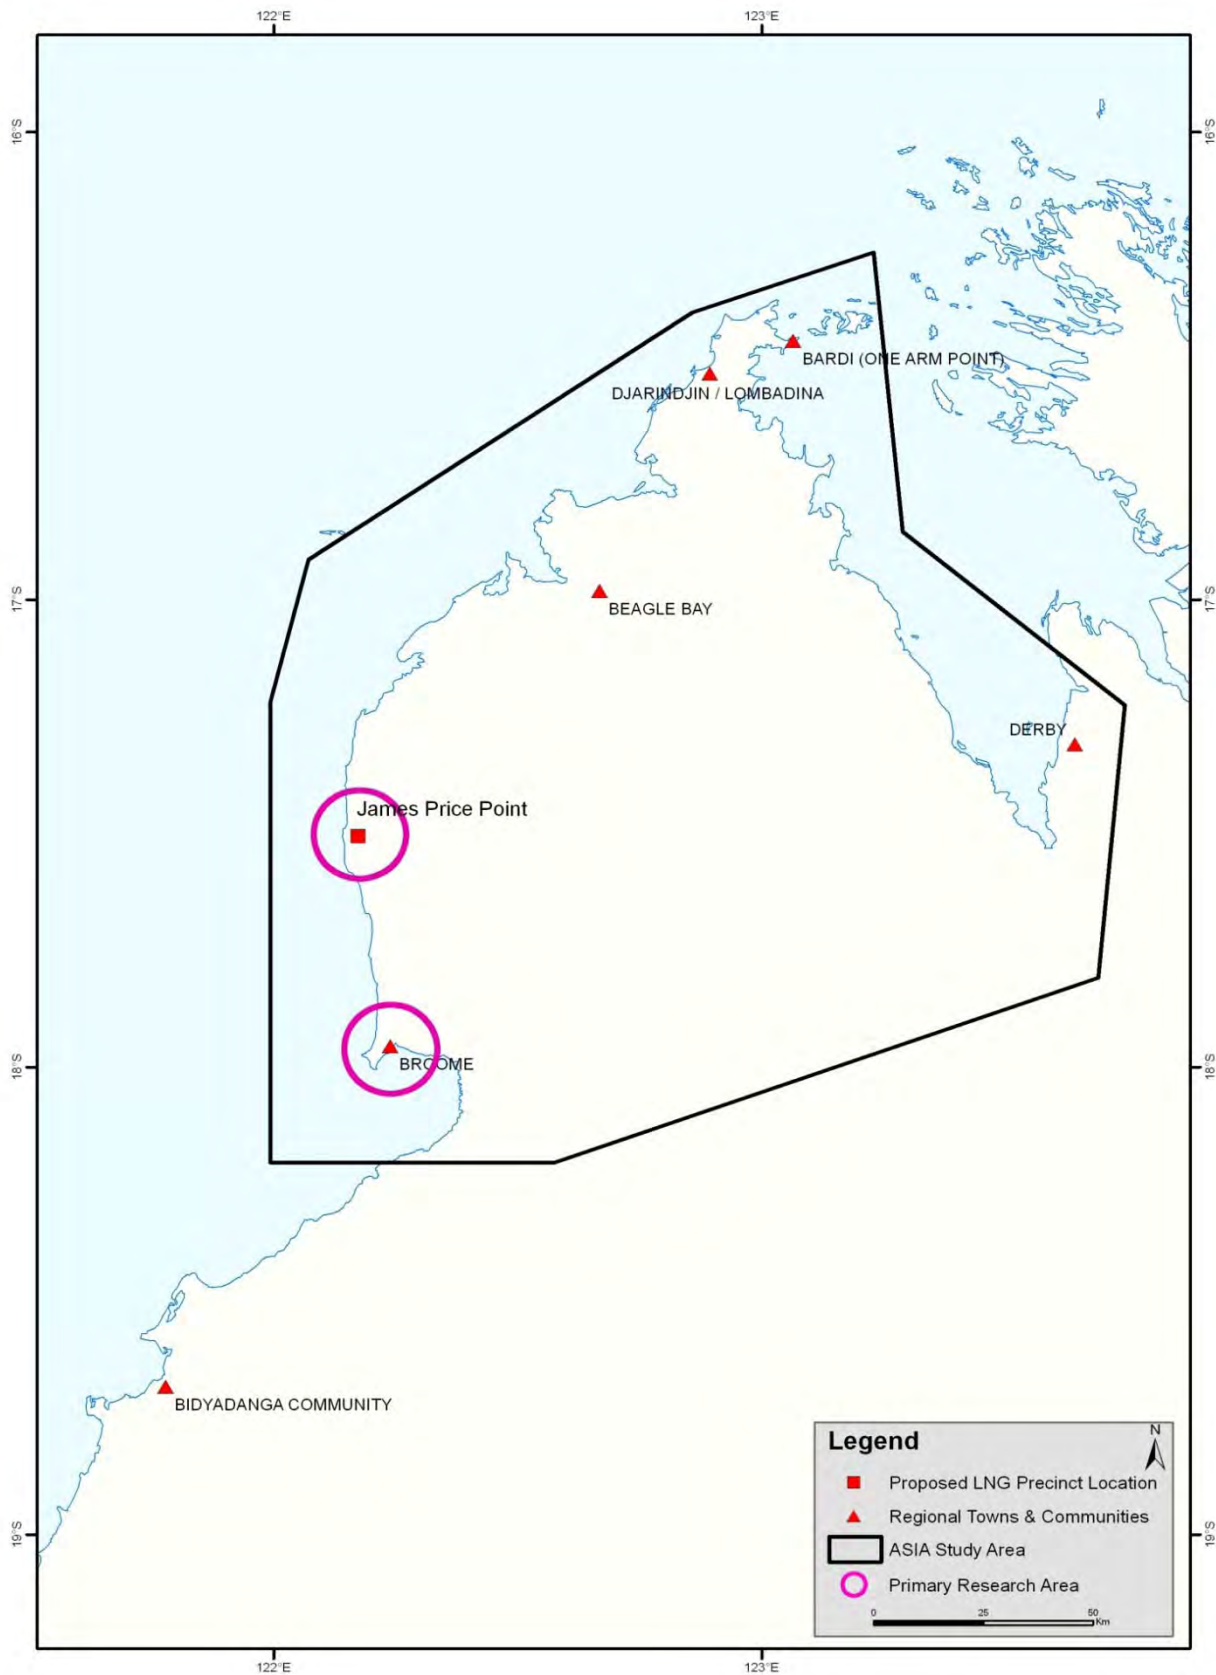 122°E
123°E
16°S
16°S
BARDI (ONE ARM POINT)
DJARINDJIN / LOMBADINA
17°S
17°S
BEAGLE BAY
DERBY
James Price Point
18°S
18°S
BROOME
BIDYADANGA COMMUNITY
Legend
N
Proposed LNG Precinct Location
Regional Towns & Communities
19°S
19°S
ASIA Study Area
Primary Research Area
0 25 50
Km
122°E
123°E